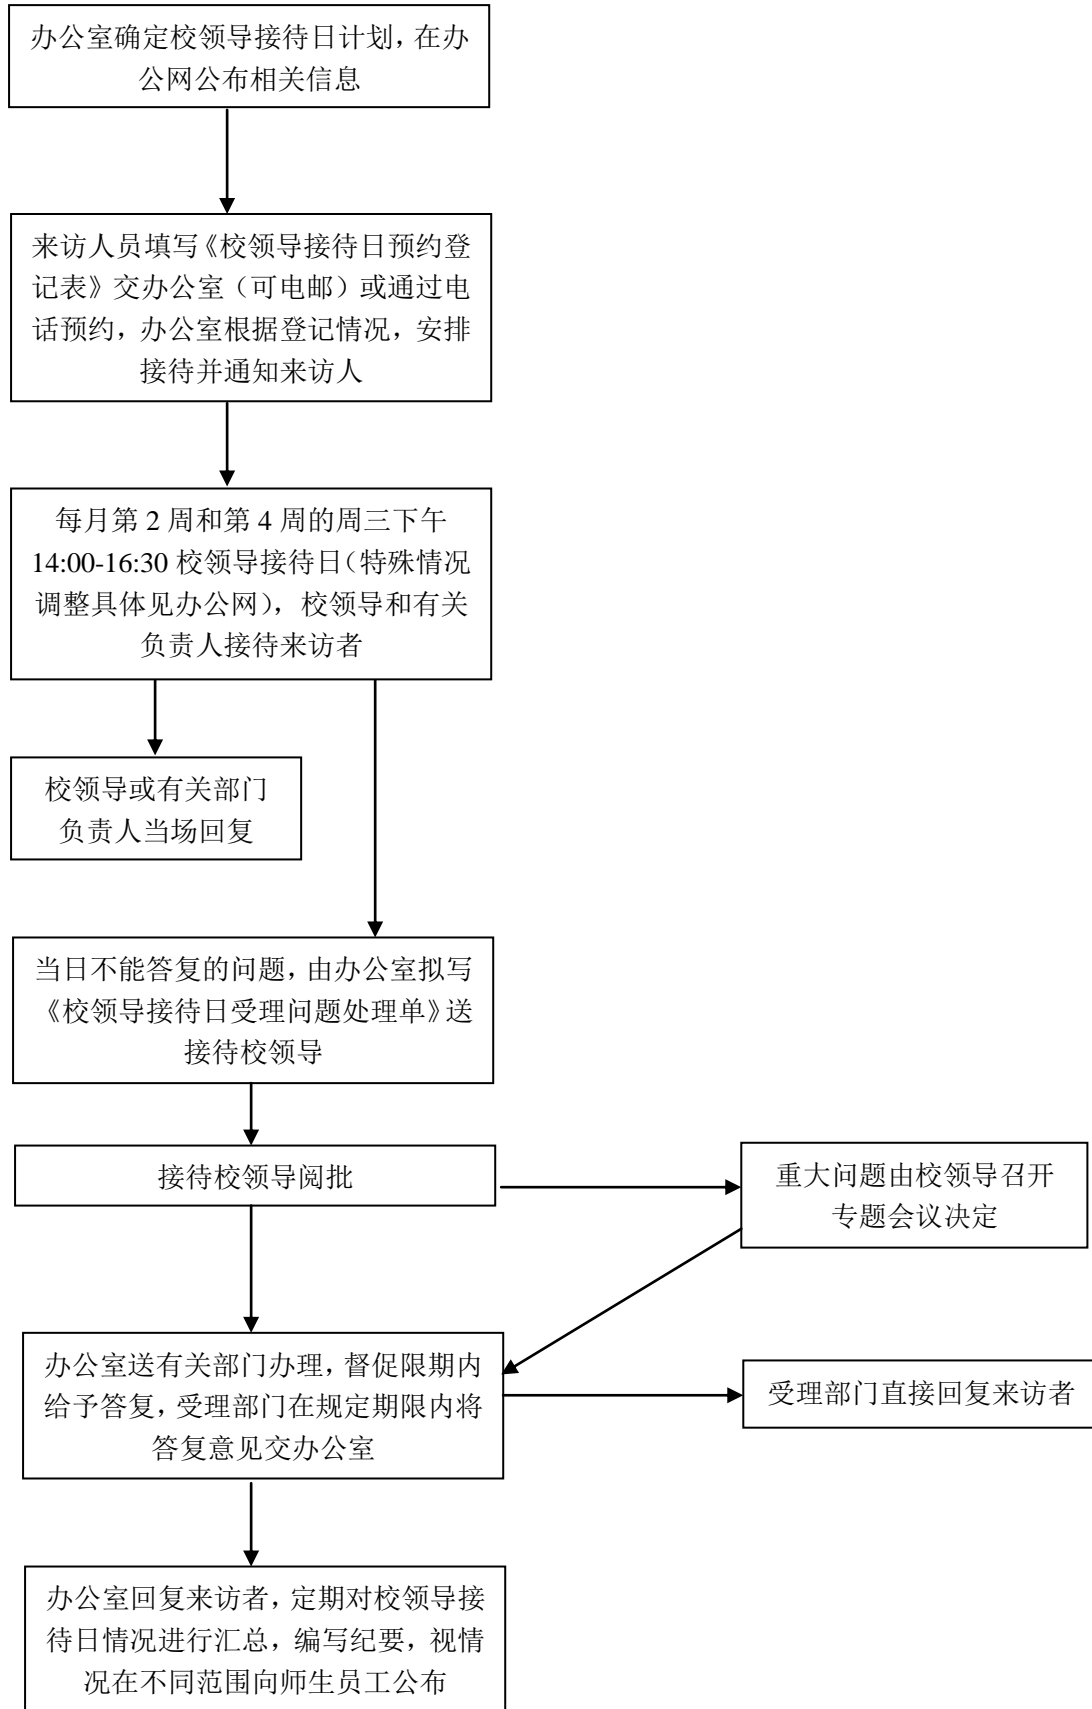 办公室确定校领导接待日计划，在办
公网公布相关信息
来访人员填写《校领导接待日预约登
记表》交办公室（可电邮）或通过电
话预约，办公室根据登记情况，安排
接待并通知来访人
每月第 2 周和第 4 周的周三下午
14:00-16:30 校领导接待日（特殊情况
调整具体见办公网），校领导和有关
负责人接待来访者
校领导或有关部门
负责人当场回复
当日不能答复的问题，由办公室拟写
《校领导接待日受理问题处理单》送
接待校领导
接待校领导阅批
重大问题由校领导召开
专题会议决定
办公室送有关部门办理，督促限期内
给予答复，受理部门在规定期限内将
答复意见交办公室
受理部门直接回复来访者
办公室回复来访者，定期对校领导接
待日情况进行汇总，编写纪要，视情
况在不同范围向师生员工公布